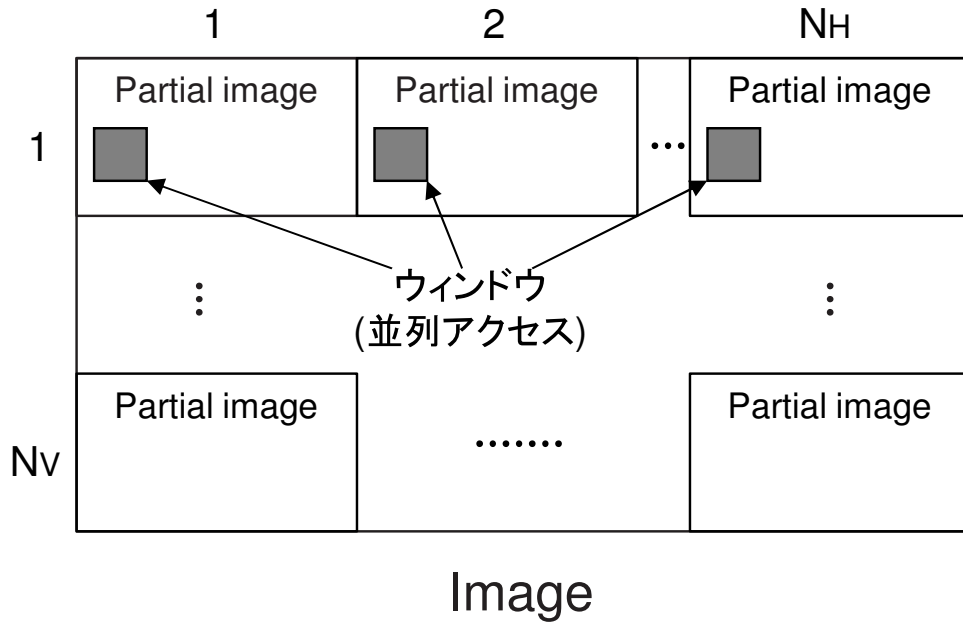 1 2 NH
Partial image Partial image Partial image
1 ...
ウィンドウ
(並列アクセス)
Partial image Partial image
NV .......
Image